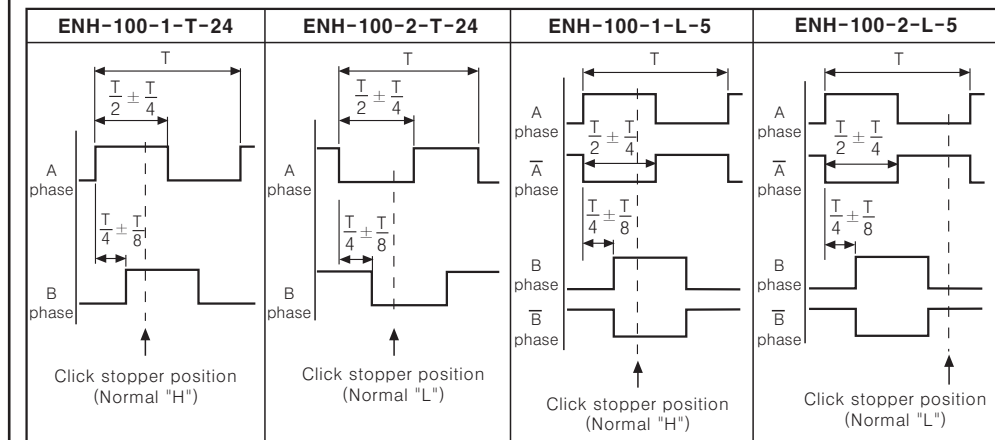 ENH-100-1-T-24
T
T/2 ± T/4
A phase
T/4 ± T/8
B phase
Click stopper position
(Normal "H")
ENH-100-2-T-24
T
T/2 ± T/4
A phase
T/4 ± T/8
B phase
Click stopper position
(Normal "L")
ENH-100-1-L-5
T
A phase
T/2 ± T/4
A̅ phase
T/4 ± T/8
B phase
B̅ phase
Click stopper position
(Normal "H")
ENH-100-2-L-5
T
A phase
T/2 ± T/4
A̅ phase
T/4 ± T/8
B phase
B̅ phase
Click stopper position
(Normal "L")